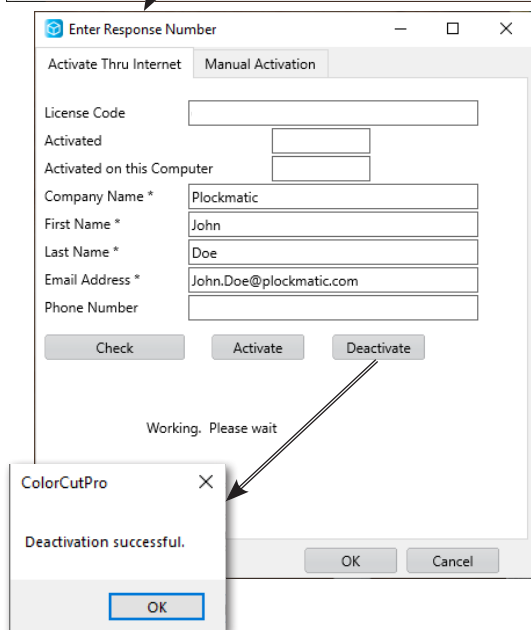 Enter Response Number
Activate Thru Internet Manual Activation
License Code
Activated
Activated on this Computer
Company Name * Plockmatic
First Name * John
Last Name * Doe
Email Address * John.Doe@plockmatic.com
Phone Number
Check Activate Deactivate
Working. Please wait
ColorCutPro
Deactivation successful.
OK
OK Cancel